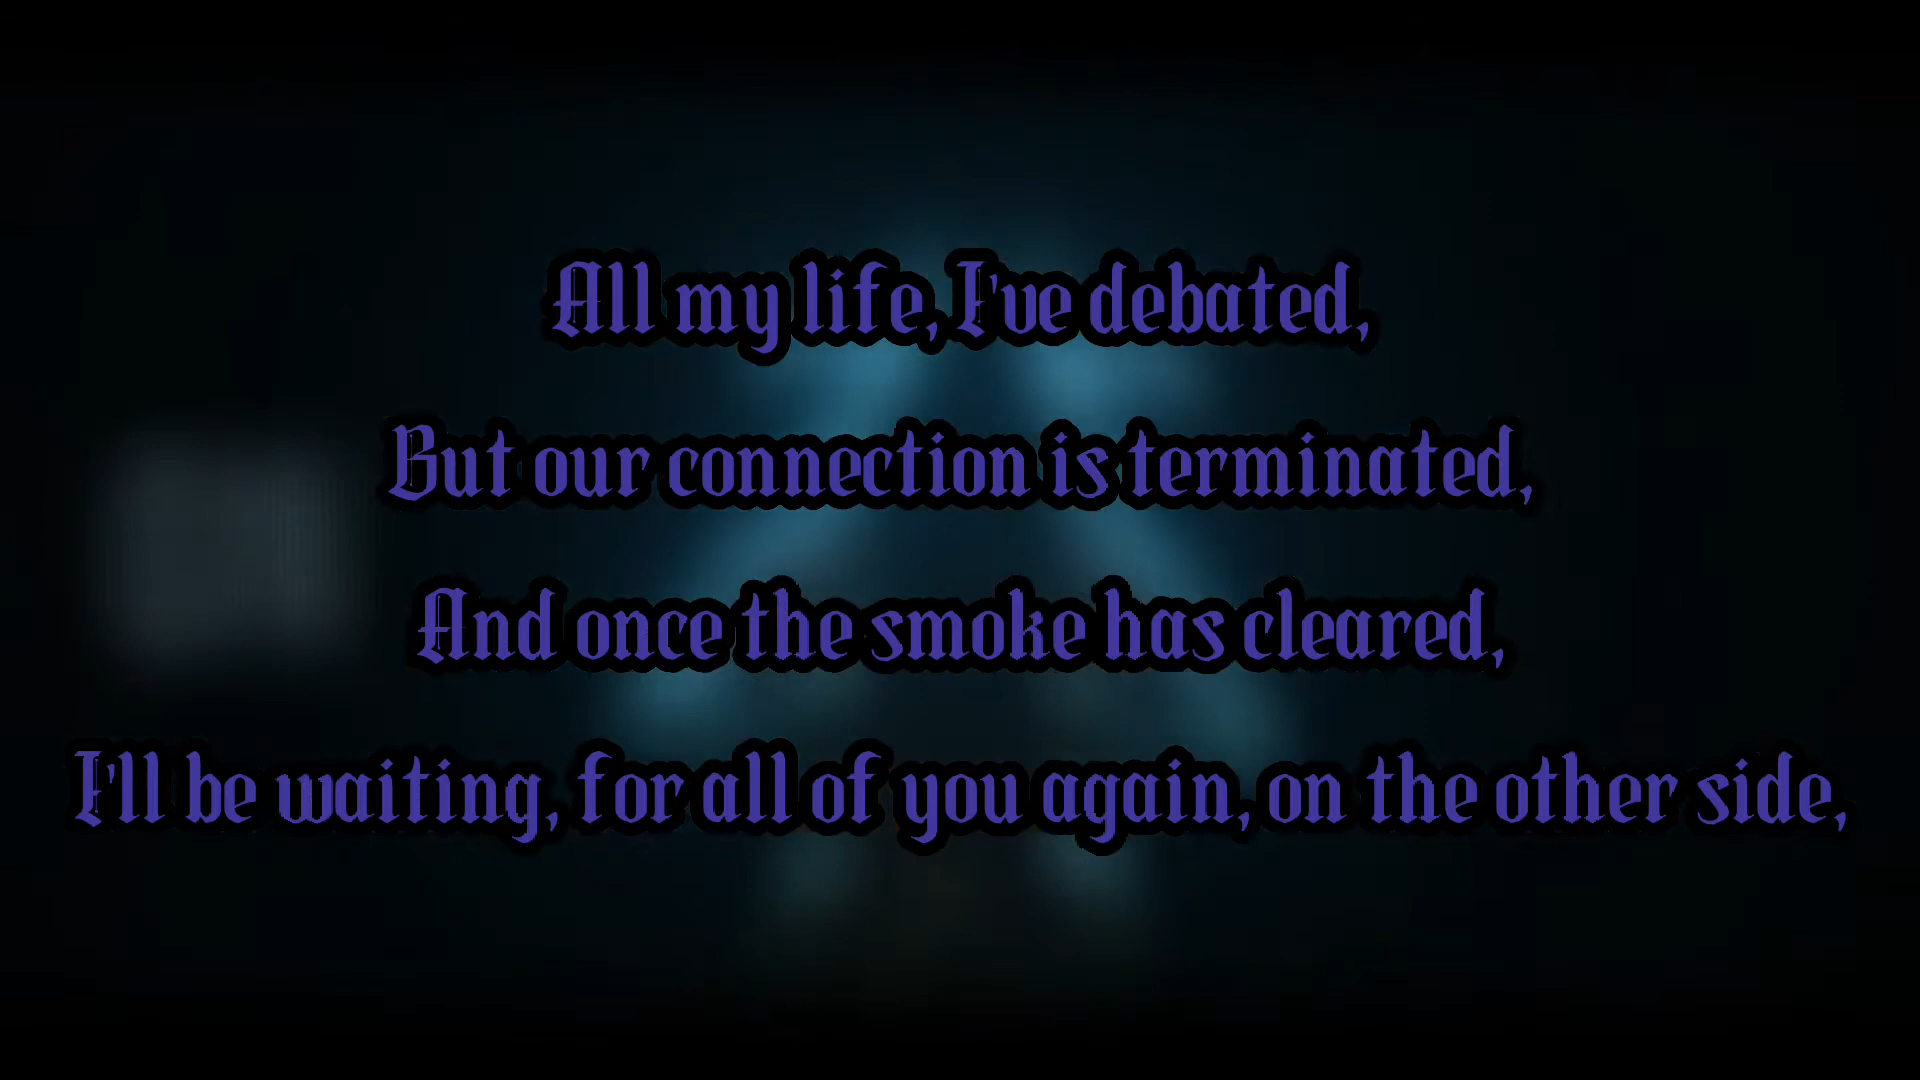 All my life, I've debated,
But our connection is terminated,
And once the smoke has cleared,
I'll be waiting, for all of you again, on the other side,